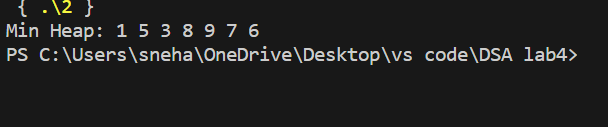 { .\2 }
Min Heap: 1 5 3 8 9 7 6
PS C:\Users\sneha\OneDrive\Desktop\vs code\DSA lab4>